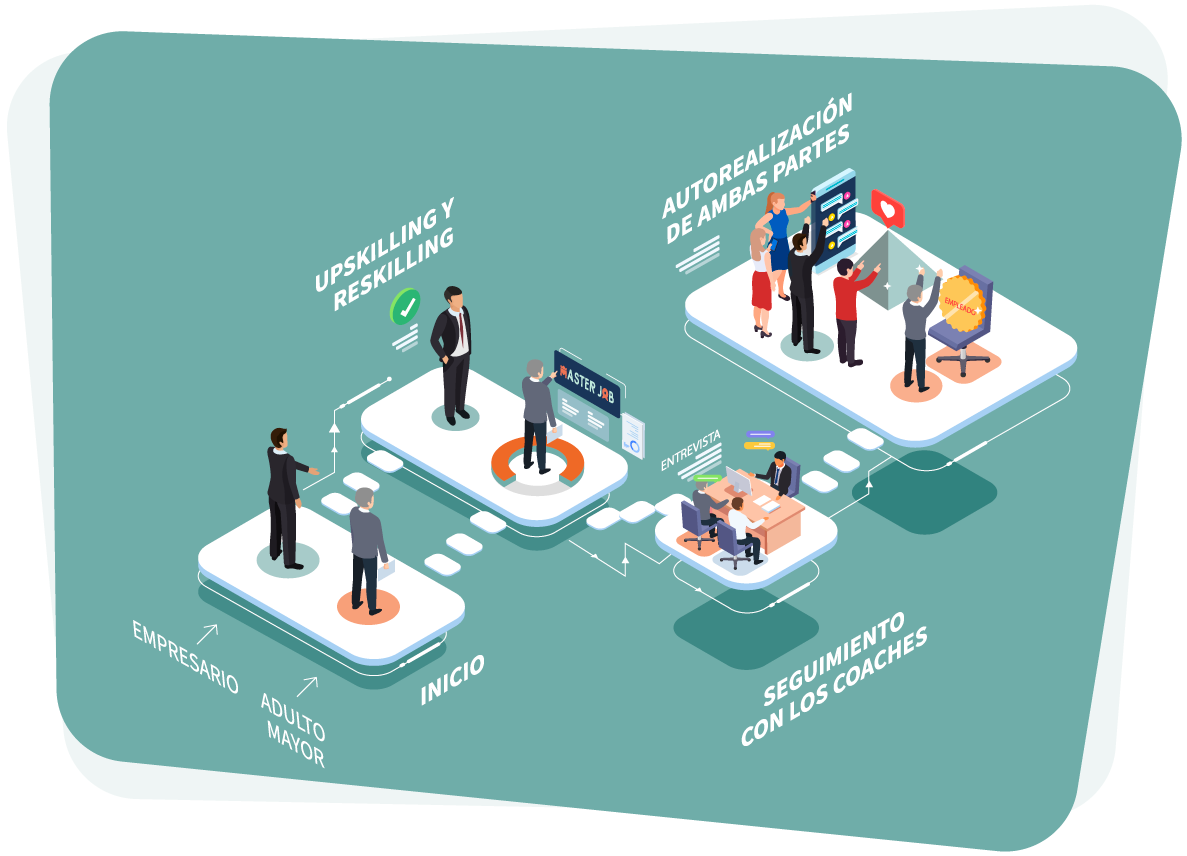 AUTOREALIZACIÓN
DE AMBAS PARTES
UPSKILLING Y
RESKILLING
EMPLEADO
MASTER JOB
ENTREVISTA
EMPRESARIO
ADULTO
MAYOR
INICIO
SEGUIMIENTO
CON LOS COACHES